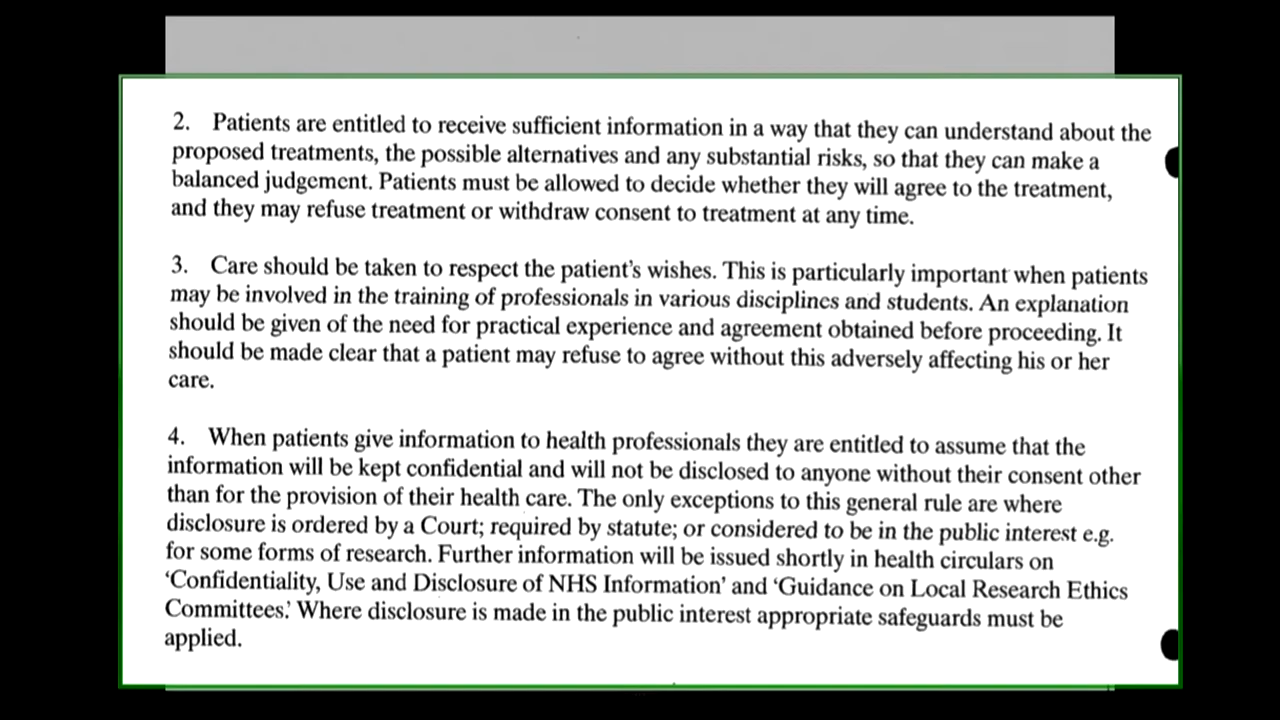 2. Patients are entitled to receive sufficient information in a way that they can understand about the
proposed treatments, the possible alternatives and any substantial risks, so that they can make a
balanced judgement. Patients must be allowed to decide whether they will agree to the treatment,
and they may refuse treatment or withdraw consent to treatment at any time.
3. Care should be taken to respect the patient's wishes. This is particularly important when patients
may be involved in the training of professionals in various disciplines and students. An explanation
should be given of the need for practical experience and agreement obtained before proceeding. It
should be made clear that a patient may refuse to agree without this adversely affecting his or her
care.
4. When patients give information to health professionals they are entitled to assume that the
information will be kept confidential and will not be disclosed to anyone without their consent other
than for the provision of their health care. The only exceptions to this general rule are where
disclosure is ordered by a Court; required by statute; or considered to be in the public interest e.g.
for some forms of research. Further information will be issued shortly in health circulars on
‘Confidentiality, Use and Disclosure of NHS Information’ and ‘Guidance on Local Research Ethics
Committees.’ Where disclosure is made in the public interest appropriate safeguards must be
applied.